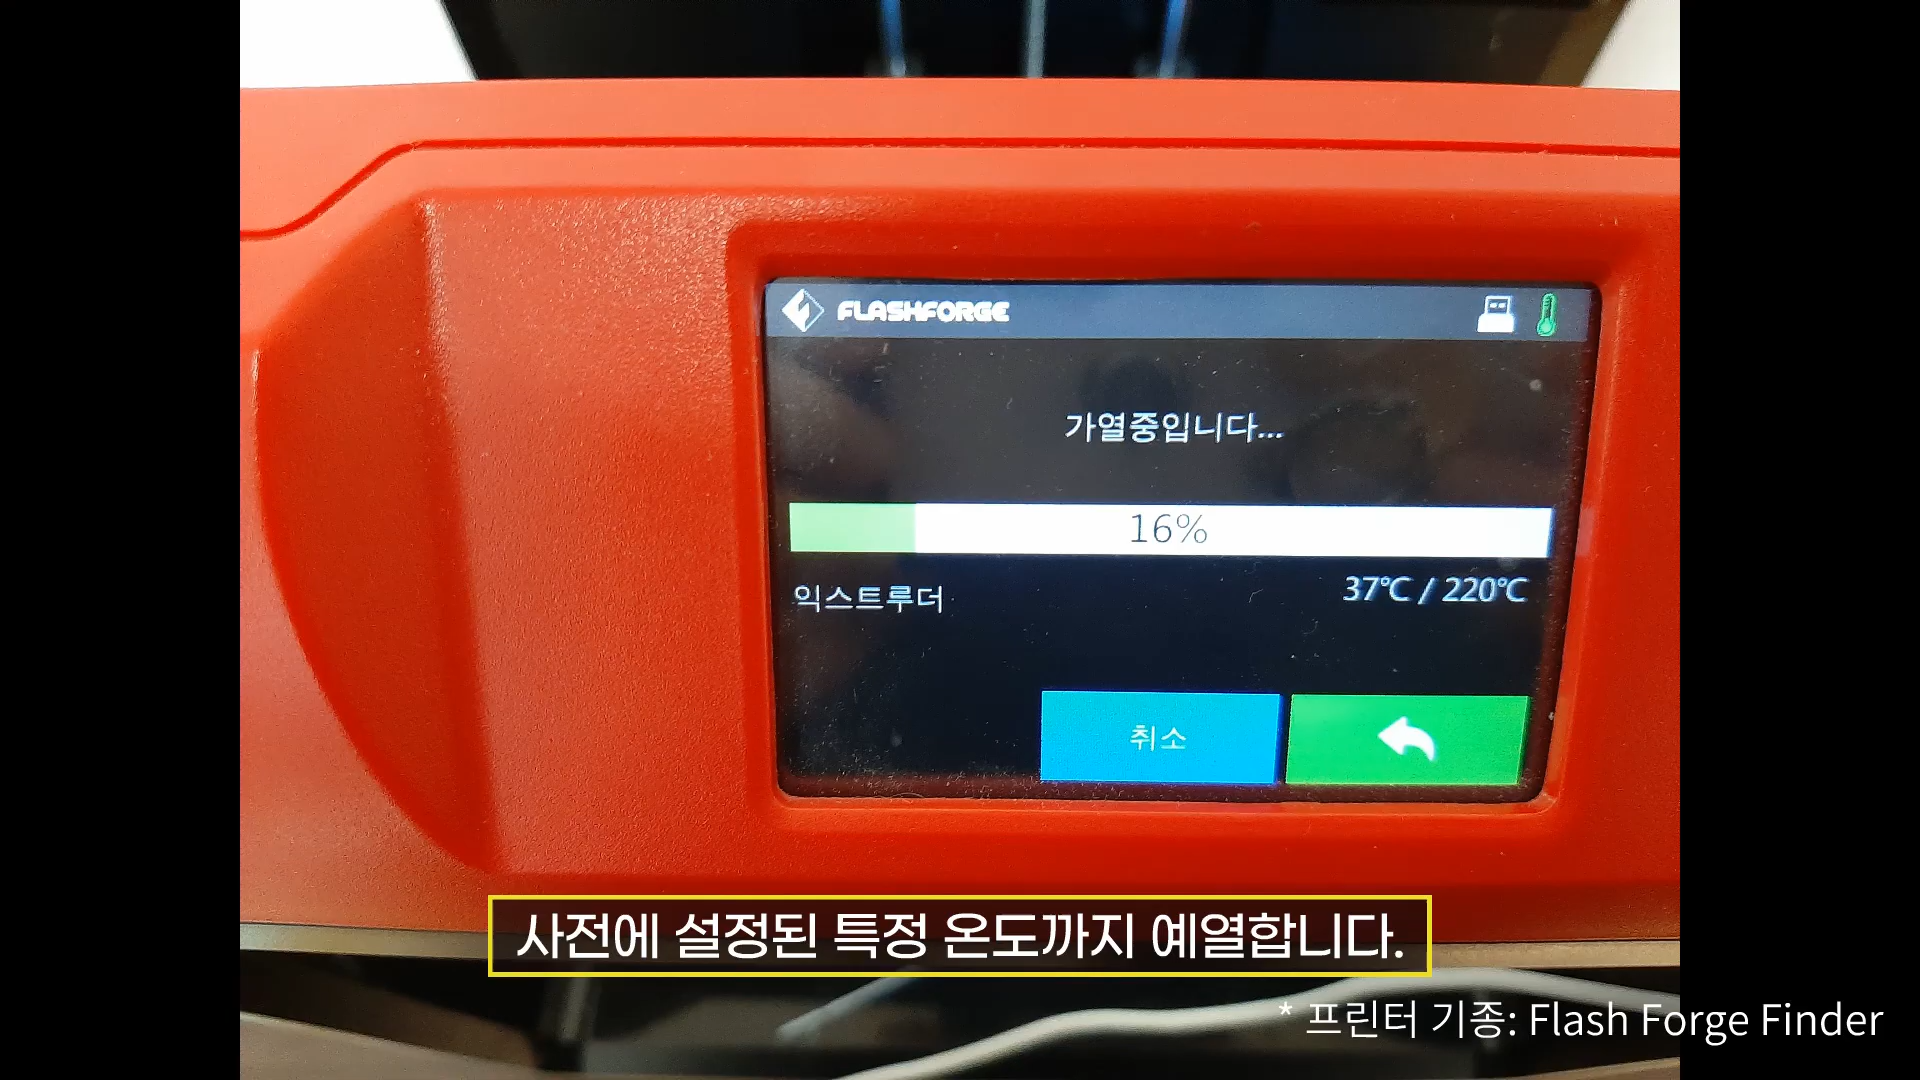 FLASHFORGE
가열중입니다...
16%
익스트루더 37℃ / 220℃
취소
사전에 설정된 특정 온도까지 예열합니다.
* 프린터 기종: Flash Forge Finder